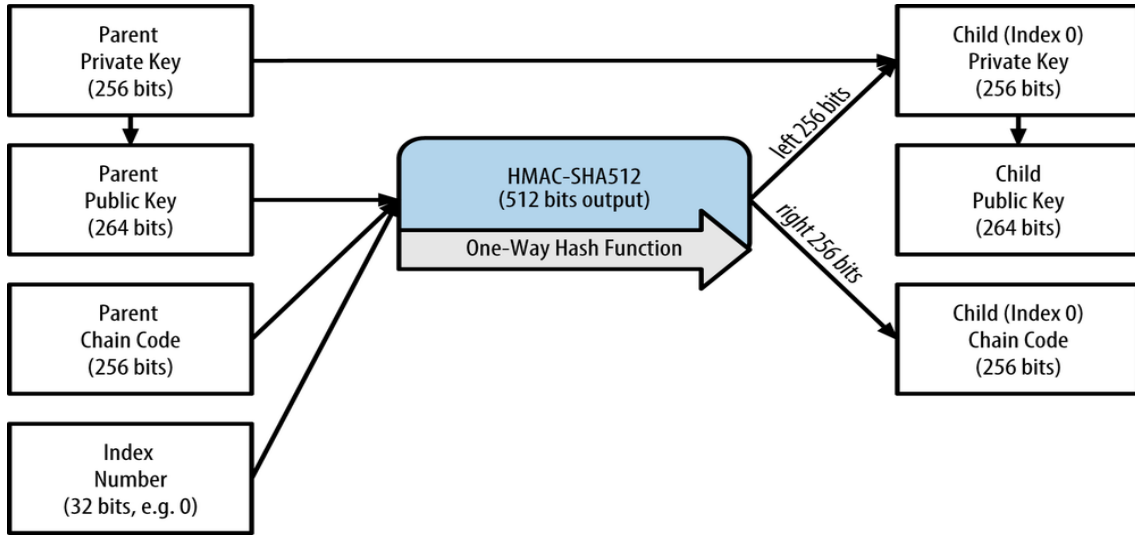 Parent
Private Key
(256 bits)
Parent
Public Key
(264 bits)
Parent
Chain Code
(256 bits)
Index
Number
(32 bits, e.g. 0)
HMAC-SHA512
(512 bits output)
One-Way Hash Function
left 256 bits
right 256 bits
Child (Index 0)
Private Key
(256 bits)
Child
Public Key
(264 bits)
Child (Index 0)
Chain Code
(256 bits)